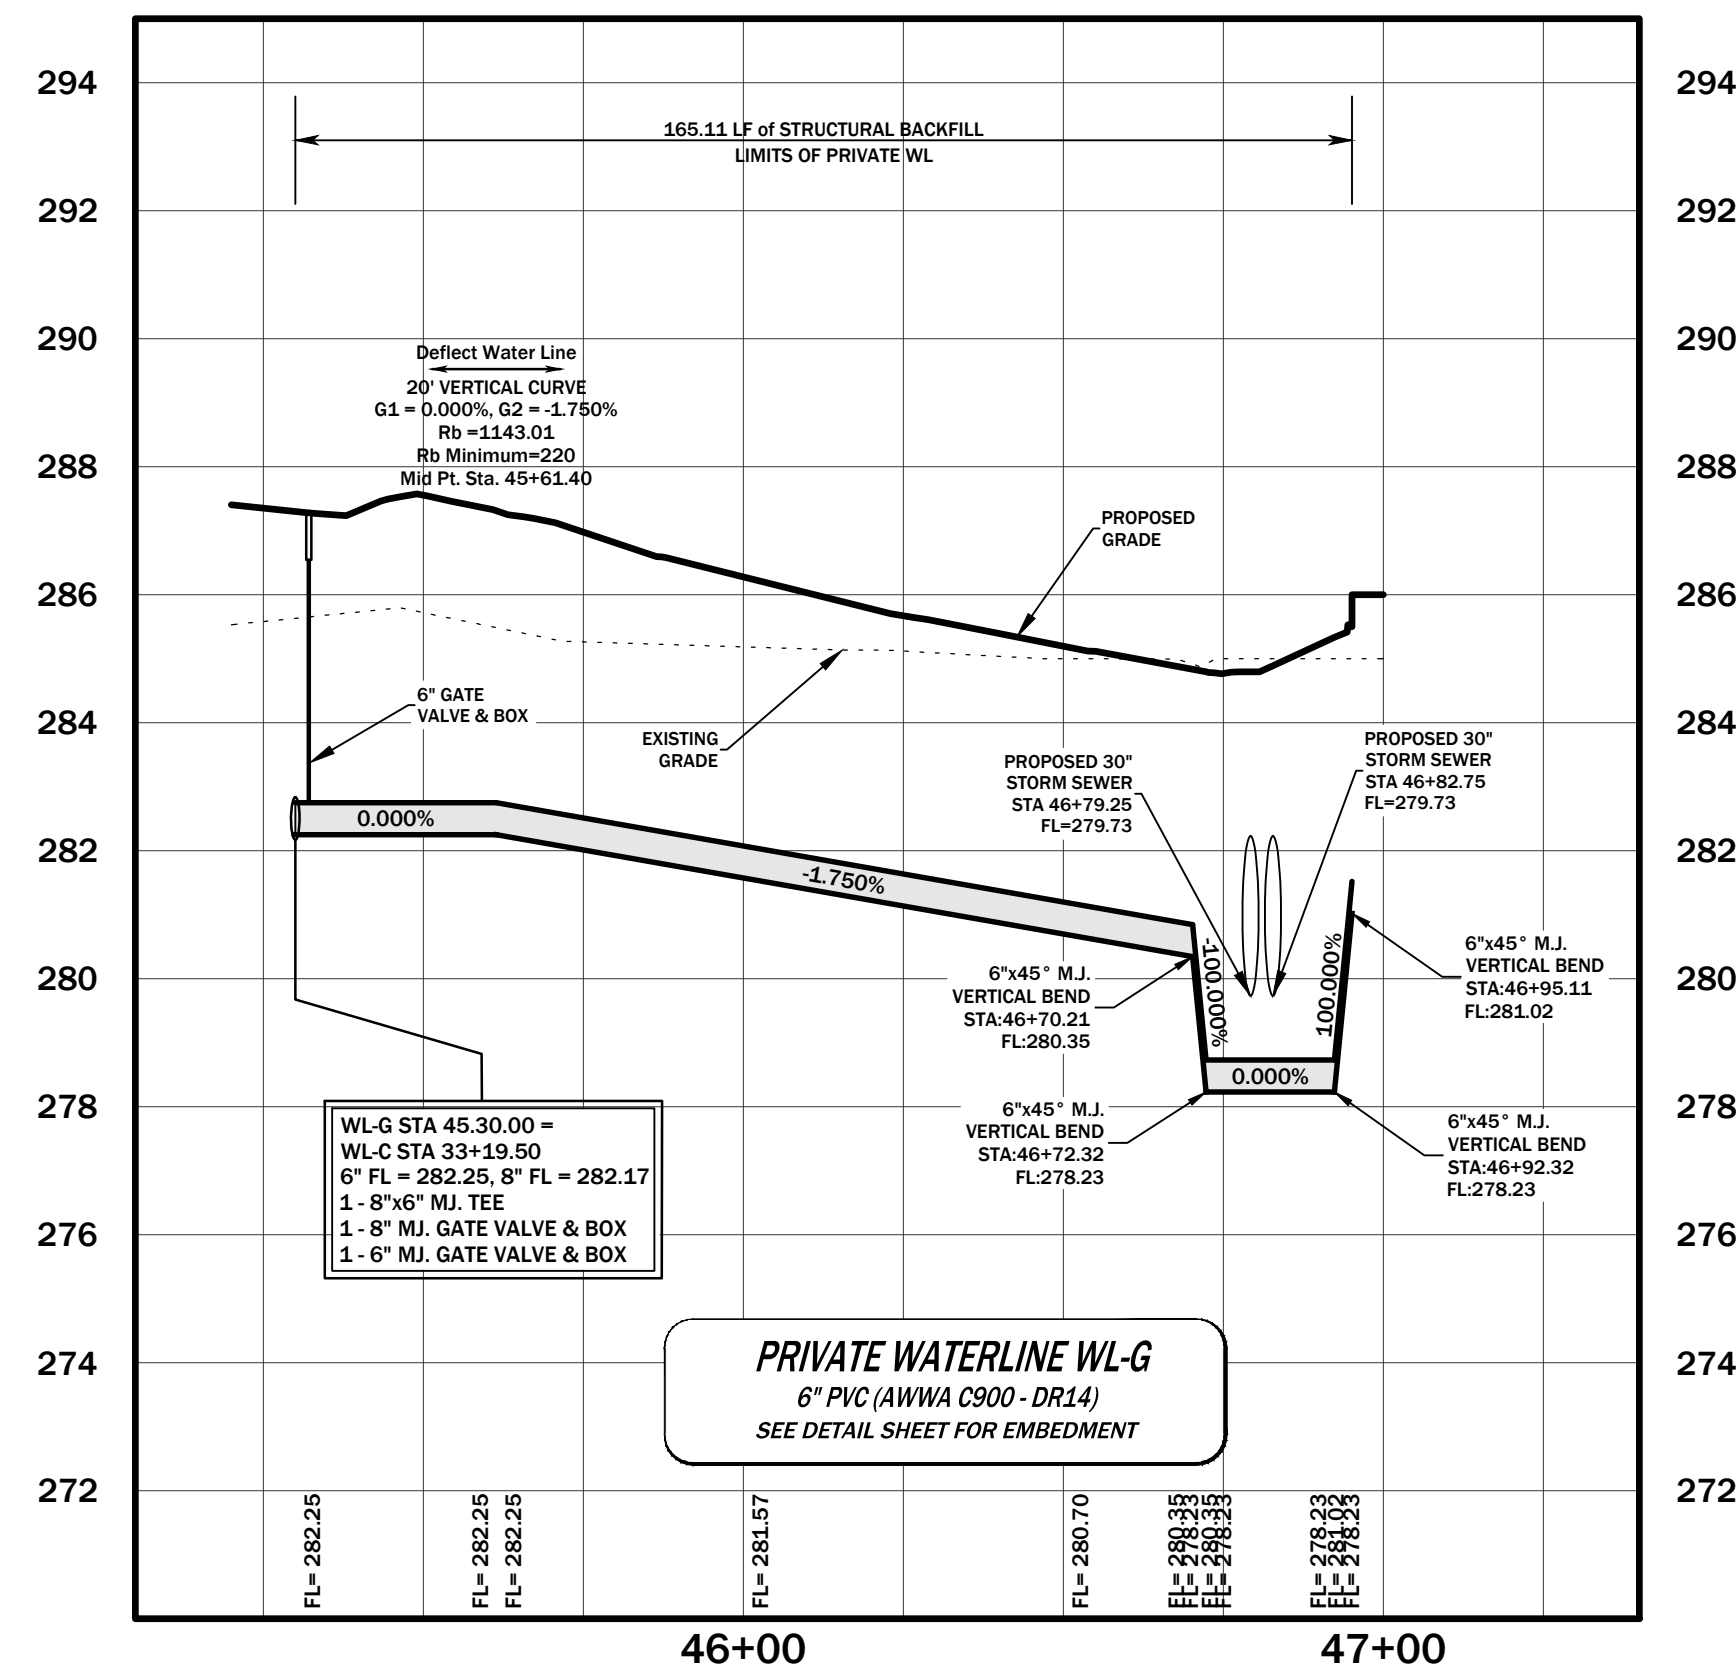 294
294
165.11 LF of STRUCTURAL BACKFILL
LIMITS OF PRIVATE WL
292
292
290
290
Deflect Water Line
20' VERTICAL CURVE
G1 = 0.000%, G2 = -1.750%
Rb =1143.01
Rb Minimum=220
Mid Pt. Sta. 45+61.40
288
288
PROPOSED
GRADE
286
286
6" GATE
VALVE & BOX
284
284
EXISTING
GRADE
PROPOSED 30"
STORM SEWER
STA 46+79.25
FL=279.73
PROPOSED 30"
STORM SEWER
STA 46+82.75
FL=279.73
0.000%
282
282
-1.750%
-100.000%
100.000%
6"x45° M.J.
VERTICAL BEND
STA:46+70.21
FL:280.35
6"x45° M.J.
VERTICAL BEND
STA:46+95.11
FL:281.02
280
280
0.000%
278
278
6"x45° M.J.
VERTICAL BEND
STA:46+72.32
FL:278.23
6"x45° M.J.
VERTICAL BEND
STA:46+92.32
FL:278.23
WL-G STA 45.30.00 =
WL-C STA 33+19.50
6" FL = 282.25, 8" FL = 282.17
1 - 8"x6" MJ. TEE
1 - 8" MJ. GATE VALVE & BOX
1 - 6" MJ. GATE VALVE & BOX
276
276
274
274
PRIVATE WATERLINE WL-G
6" PVC (AWWA C900 - DR14)
SEE DETAIL SHEET FOR EMBEDMENT
272
272
FL= 282.25
FL= 282.25
FL= 282.25
FL= 281.57
FL= 280.70
FL= 280.35
FL= 278.23
FL= 280.35
FL= 278.23
FL= 278.23
FL= 281.02
FL= 278.23
46+00
47+00